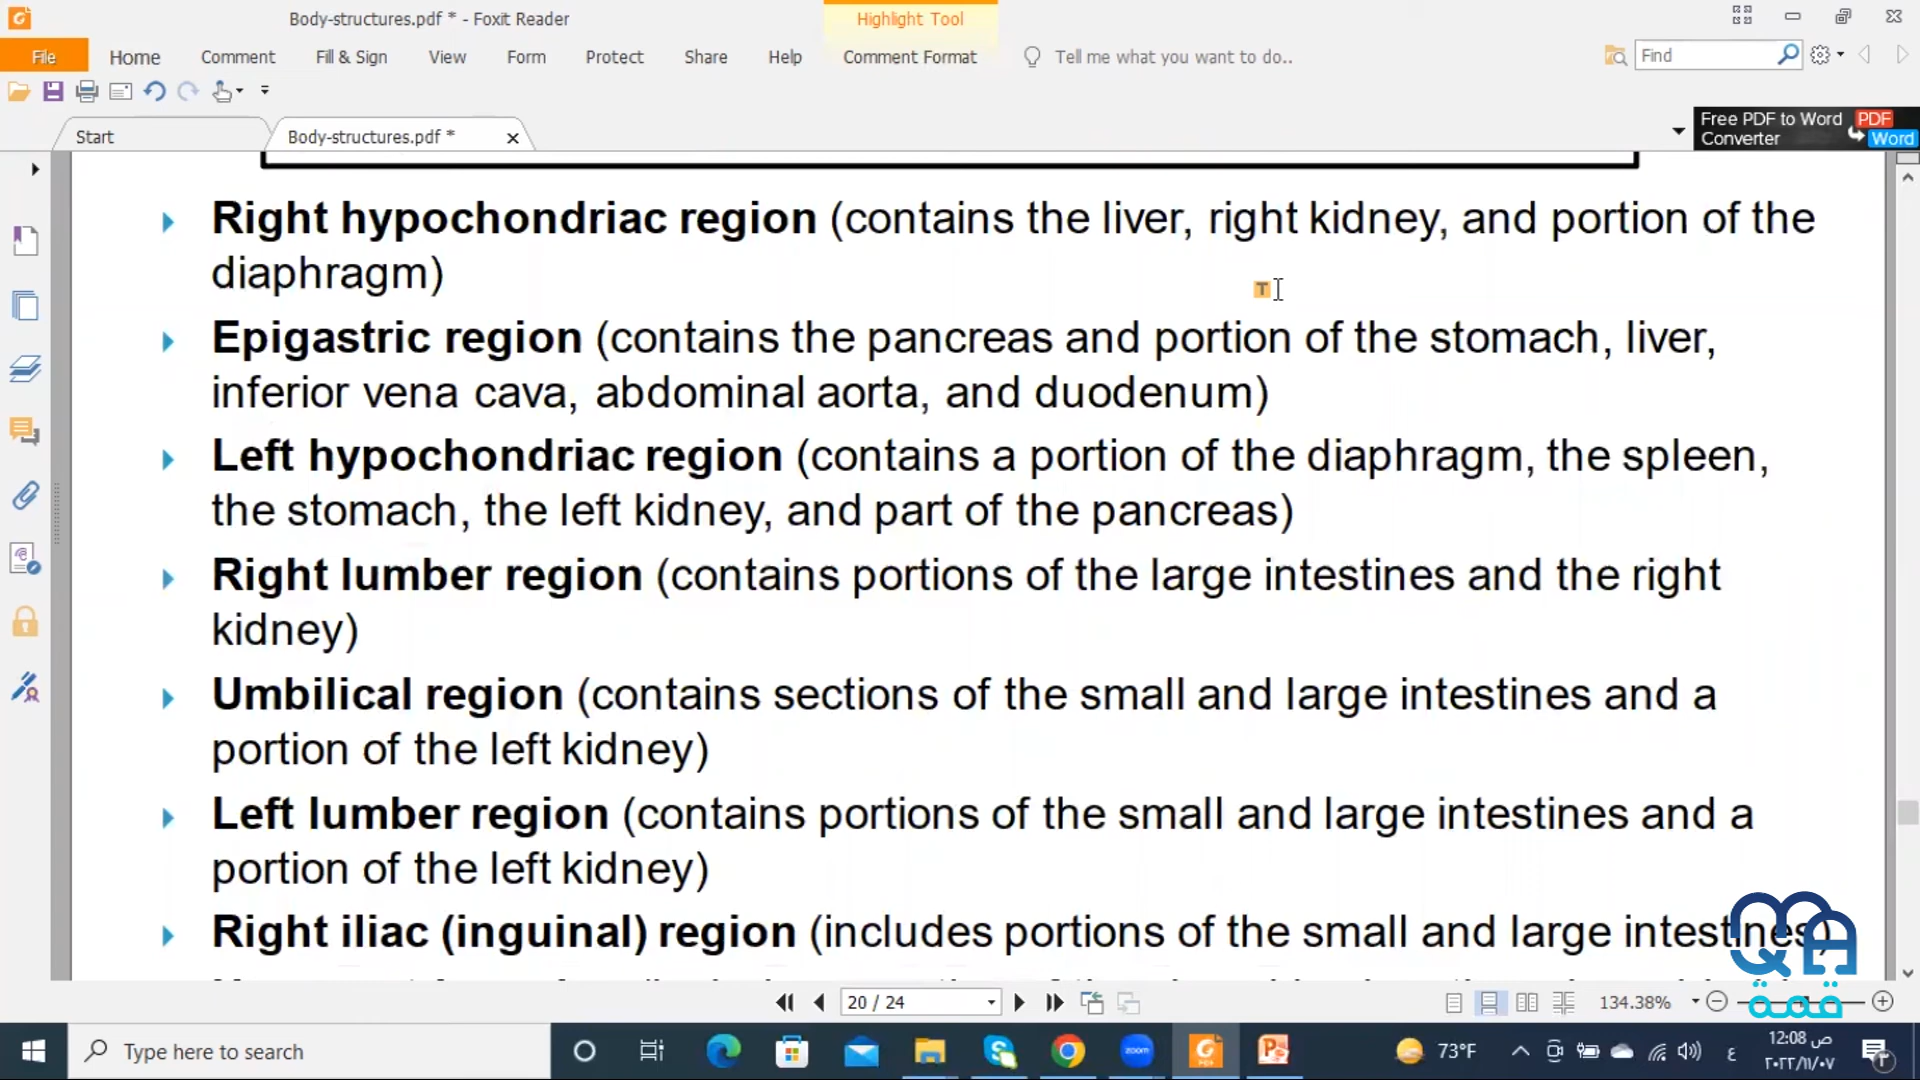 Body-structures.pdf * - Foxit Reader
Highlight Tool
File
Home
Comment
Fill & Sign
View
Form
Protect
Share
Help
Comment Format
Tell me what you want to do..
Find
Start
Body-structures.pdf *
Free PDF to Word
Converter
PDF
Word
Right hypochondriac region (contains the liver, right kidney, and portion of the
diaphragm)
Epigastric region (contains the pancreas and portion of the stomach, liver,
inferior vena cava, abdominal aorta, and duodenum)
Left hypochondriac region (contains a portion of the diaphragm, the spleen,
the stomach, the left kidney, and part of the pancreas)
Right lumber region (contains portions of the large intestines and the right
kidney)
Umbilical region (contains sections of the small and large intestines and a
portion of the left kidney)
Left lumber region (contains portions of the small and large intestines and a
portion of the left kidney)
Right iliac (inguinal) region (includes portions of the small and large intestines)
قمة
20 / 24
134.38%
Type here to search
zoom
73°F
ع
12:08 ص
٢٠٢٢/١١/٠٧